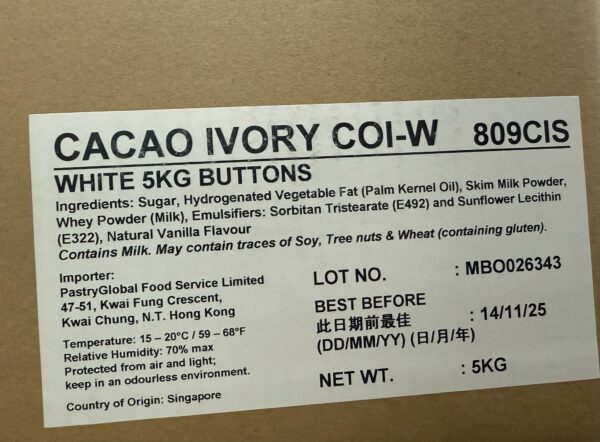 CACAO IVORY COI-W 809CIS
WHITE 5KG BUTTONS
Ingredients: Sugar, Hydrogenated Vegetable Fat (Palm Kernel Oil), Skim Milk Powder,
Whey Powder (Milk), Emulsifiers: Sorbitan Tristearate (E492) and Sunflower Lecithin
(E322), Natural Vanilla Flavour
Contains Milk. May contain traces of Soy, Tree nuts & Wheat (containing gluten).
Importer:
PastryGlobal Food Service Limited
47-51, Kwai Fung Crescent,
Kwai Chung, N.T. Hong Kong
Temperature: 15 – 20°C / 59 – 68°F
Relative Humidity: 70% max
Protected from air and light;
keep in an odourless environment.
Country of Origin: Singapore
LOT NO. : MBO026343
BEST BEFORE
此日期前最佳 : 14/11/25
(DD/MM/YY) (日/月/年)
NET WT. : 5KG